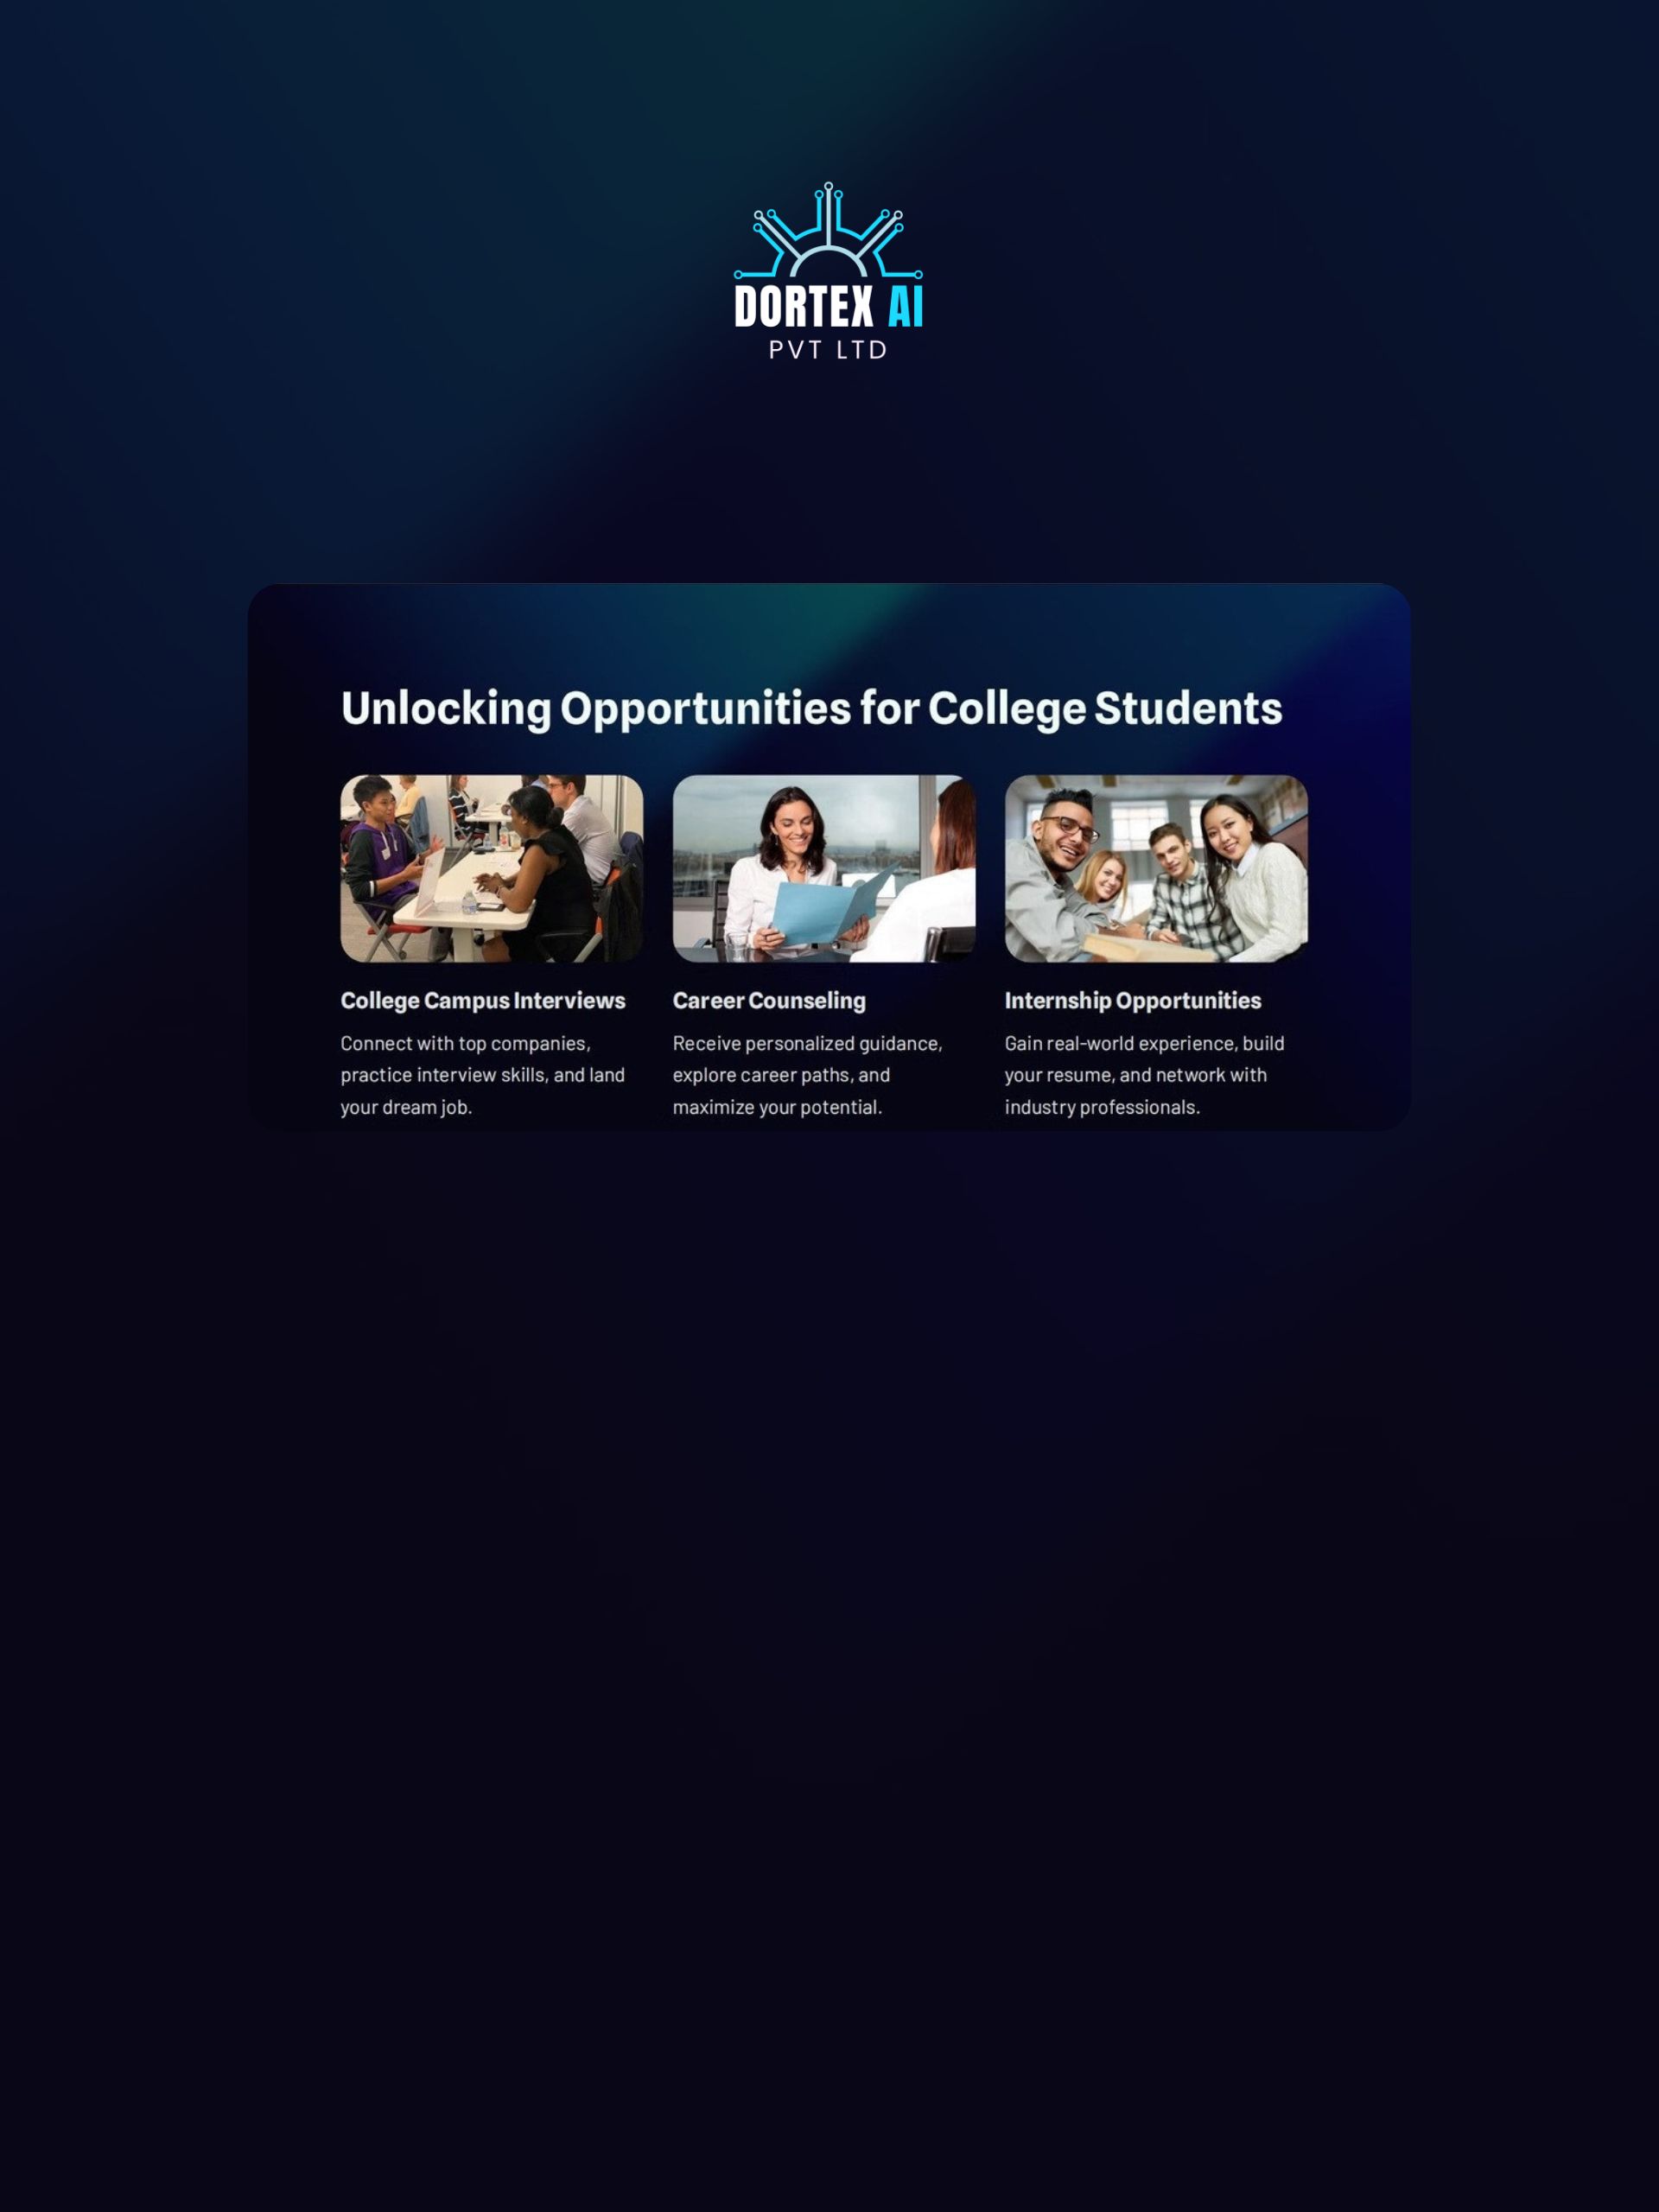 DORTEX AI
PVT LTD
Unlocking Opportunities for College Students
College Campus Interviews
Connect with top companies,
practice interview skills, and land
your dream job.
Career Counseling
Receive personalized guidance,
explore career paths, and
maximize your potential.
Internship Opportunities
Gain real-world experience, build
your resume, and network with
industry professionals.